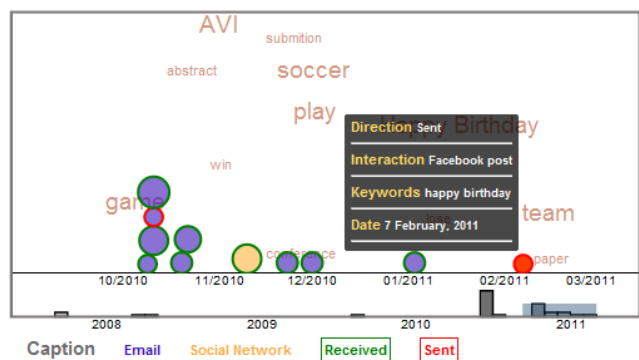 AVI
submition
abstract
soccer
play
Happy Birthday
Direction Sent
Interaction Facebook post
Keywords happy birthday
Date 7 February, 2011
win
game
lose
team
conference
paper
10/2010 11/2010 12/2010 01/2011 02/2011 03/2011
2008 2009 2010 2011
Caption Email Social Network Received Sent